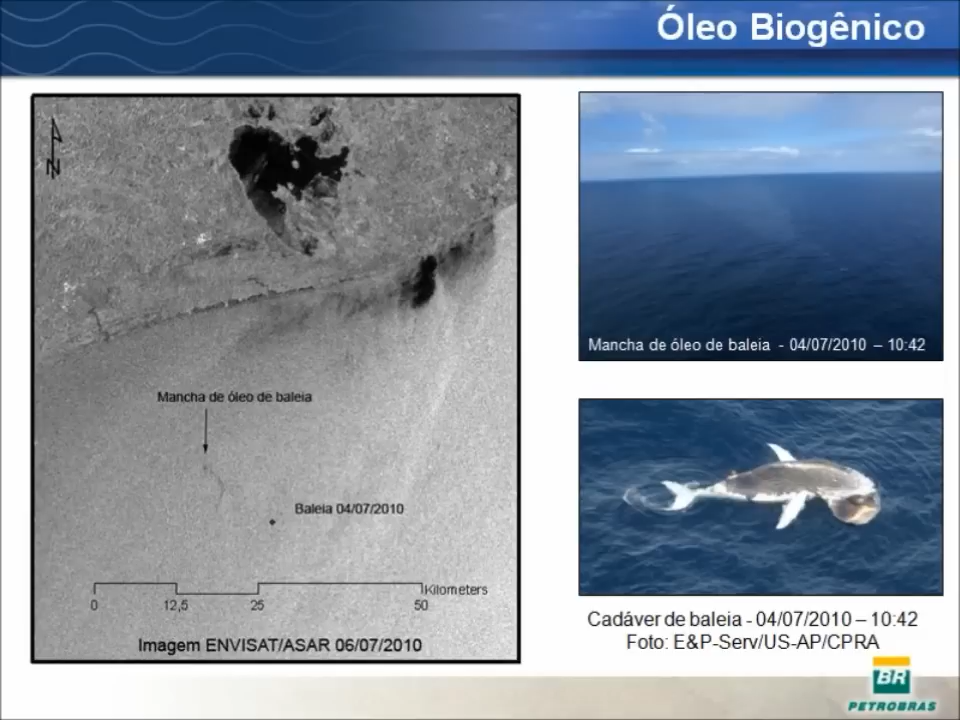 Óleo Biogênico
N
Mancha de óleo de baleia
Baleia 04/07/2010
Kilometers
0 12,5 25 50
Imagem ENVISAT/ASAR 06/07/2010
Mancha de óleo de baleia - 04/07/2010 – 10:42
Cadáver de baleia - 04/07/2010 – 10:42
Foto: E&P-Serv/US-AP/CPRA
BR
PETROBRAS